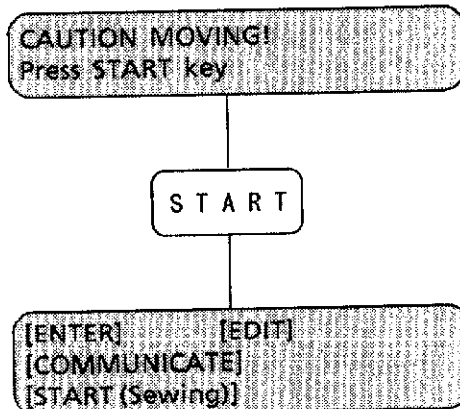 CAUTION MOVING!
Press START key
START
[ENTER] [EDIT]
[COMMUNICATE]
[START (Sewing)]